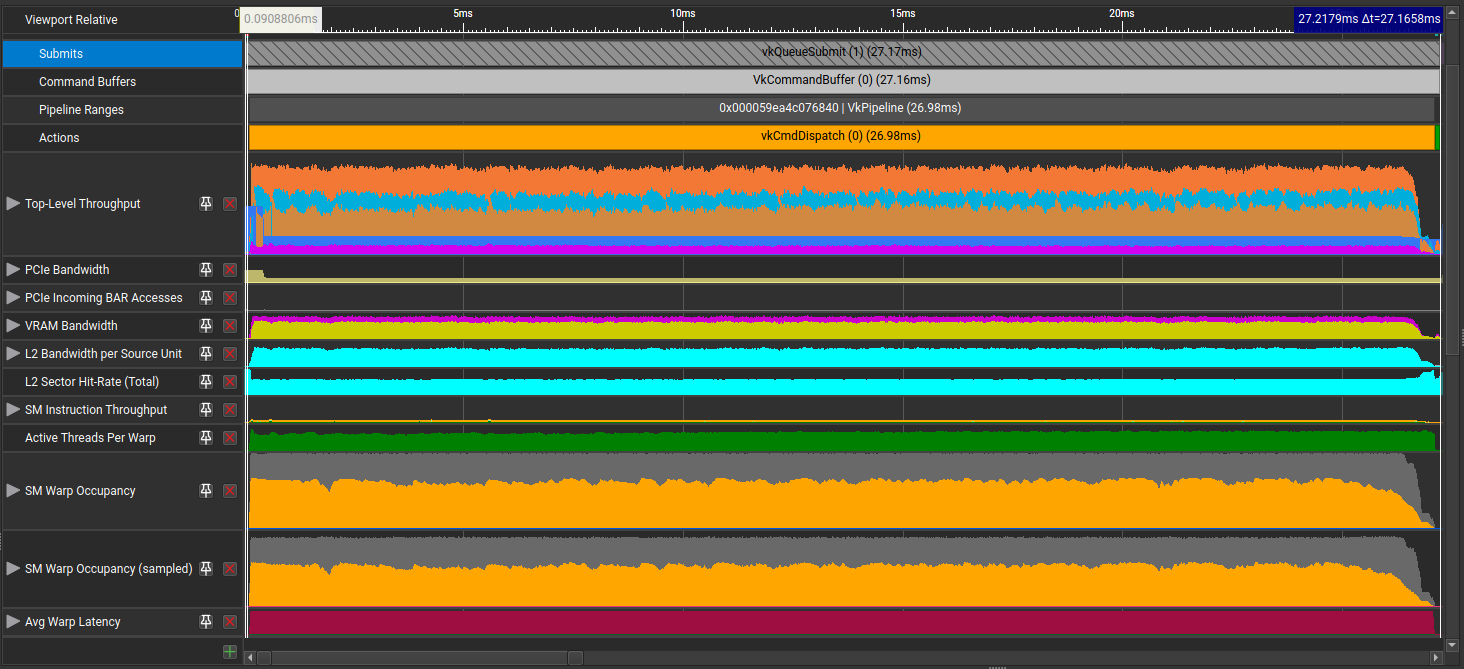 Viewport Relative
0.0908806ms 5ms 10ms 15ms 20ms 27.2179ms Δt=27.1658ms
Submits vkQueueSubmit (1) (27.17ms)
Command Buffers VkCommandBuffer (0) (27.16ms)
Pipeline Ranges 0x000059ea4c076840 | VkPipeline (26.98ms)
Actions vkCmdDispatch (0) (26.98ms)
Top-Level Throughput
PCIe Bandwidth
PCIe Incoming BAR Accesses
VRAM Bandwidth
L2 Bandwidth per Source Unit
L2 Sector Hit-Rate (Total)
SM Instruction Throughput
Active Threads Per Warp
SM Warp Occupancy
SM Warp Occupancy (sampled)
Avg Warp Latency